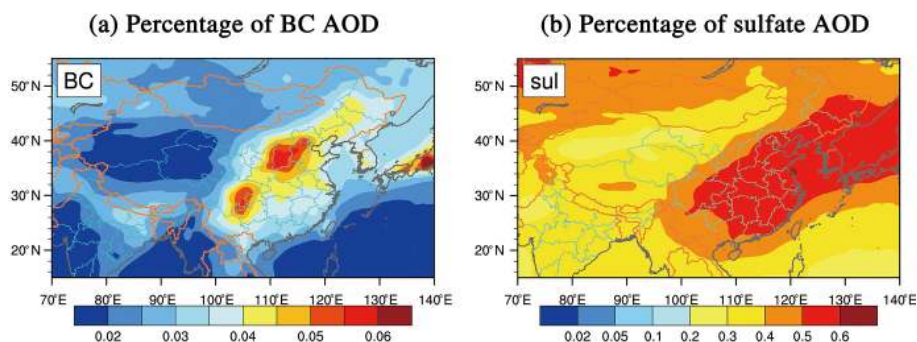 (a) Percentage of BC AOD
(b) Percentage of sulfate AOD
BC
50°N
40°N
30°N
20°N
70°E 80°E 90°E 100°E 110°E 120°E 130°E 140°E
0.02 0.03 0.04 0.05 0.06
sul
50°N
40°N
30°N
20°N
70°E 80°E 90°E 100°E 110°E 120°E 130°E 140°E
0.02 0.05 0.1 0.2 0.3 0.4 0.5 0.6